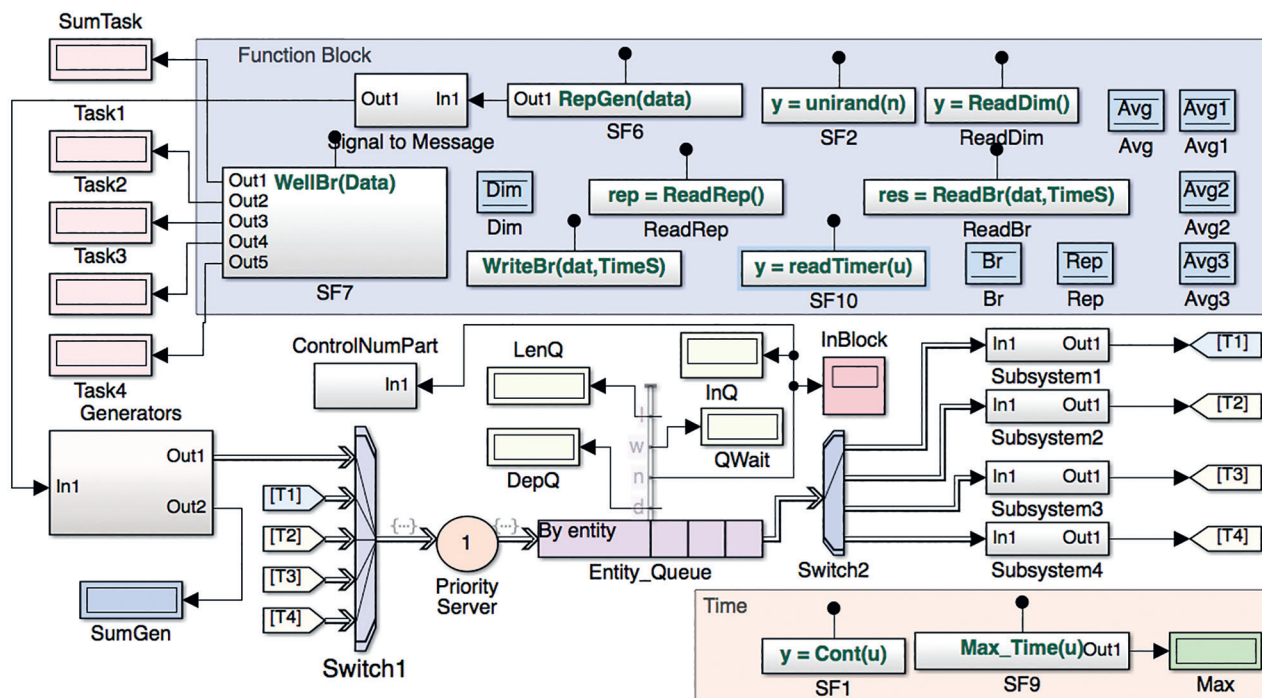 SumTask
Function Block
Out1
In1
Out1 RepGen(data)
SF6
Signal to Message
y = unirand(n)
SF2
y = ReadDim()
ReadDim
Avg
Avg
Avg1
Avg1
Task1
Task2
Task3
Task4
Out1 WellBr(Data)
Out2
Out3
Out4
Out5
SF7
Dim
Dim
rep = ReadRep()
ReadRep
res = ReadBr(dat,TimeS)
ReadBr
Avg2
Avg2
WriteBr(dat,TimeS)
y = readTimer(u)
SF10
Br
Br
Rep
Rep
Avg3
Avg3
ControlNumPart
In1
LenQ
InQ
InBlock
DepQ
QWait
l
w
n
d
In1 Out1
Subsystem1
[T1]
In1 Out1
Subsystem2
[T2]
In1 Out1
Subsystem3
[T3]
In1 Out1
Subsystem4
[T4]
Generators
In1
Out1
Out2
SumGen
[T1]
[T2]
[T3]
[T4]
Switch1
{...}
1
Priority
Server
{...}
By entity
Entity_Queue
Switch2
Time
y = Cont(u)
SF1
Max_Time(u) Out1
SF9
Max